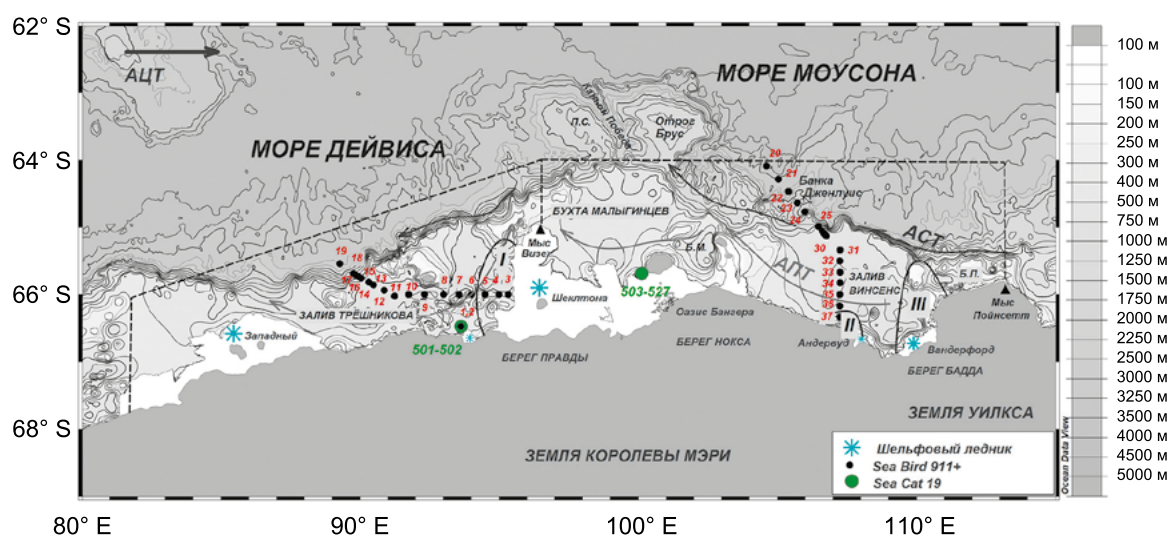 62° S
64° S
66° S
68° S
АЦТ
МОРЕ МОУСОНА
МОРЕ ДЕЙВИСА
Каньон Победа
П.С.
Отрог
Брус
20
21
22
23
24
25
Банка
Дженлуис
БУХТА МАЛЫГИНЦЕВ
Мыс
Визе
I
Б.М.
АСТ
АПТ
19
18
17
16
15
14
13
12
11
10
9
8
7
6
5
4
3
1,2
30
31
32
33
34
35
36
37
ЗАЛИВ
ВИНСЕНС
Б.П.
Мыс
Пойнсетт
II
III
503-527
Шеклтона
ЗАЛИВ ТРЁШНИКОВА
Западный
501-502
Оазис Бангера
БЕРЕГ ПРАВДЫ
БЕРЕГ НОКСА
Андервуд
Вандерфорд
БЕРЕГ БАДДА
ЗЕМЛЯ УИЛКСА
ЗЕМЛЯ КОРОЛЕВЫ МЭРИ
Шельфовый ледник
Sea Bird 911+
Sea Cat 19
Ocean Data View
100 м
100 м
150 м
200 м
250 м
300 м
400 м
500 м
750 м
1000 м
1250 м
1500 м
1750 м
2000 м
2250 м
2500 м
3000 м
3250 м
3500 м
4000 м
4500 м
5000 м
80° E
90° E
100° E
110° E